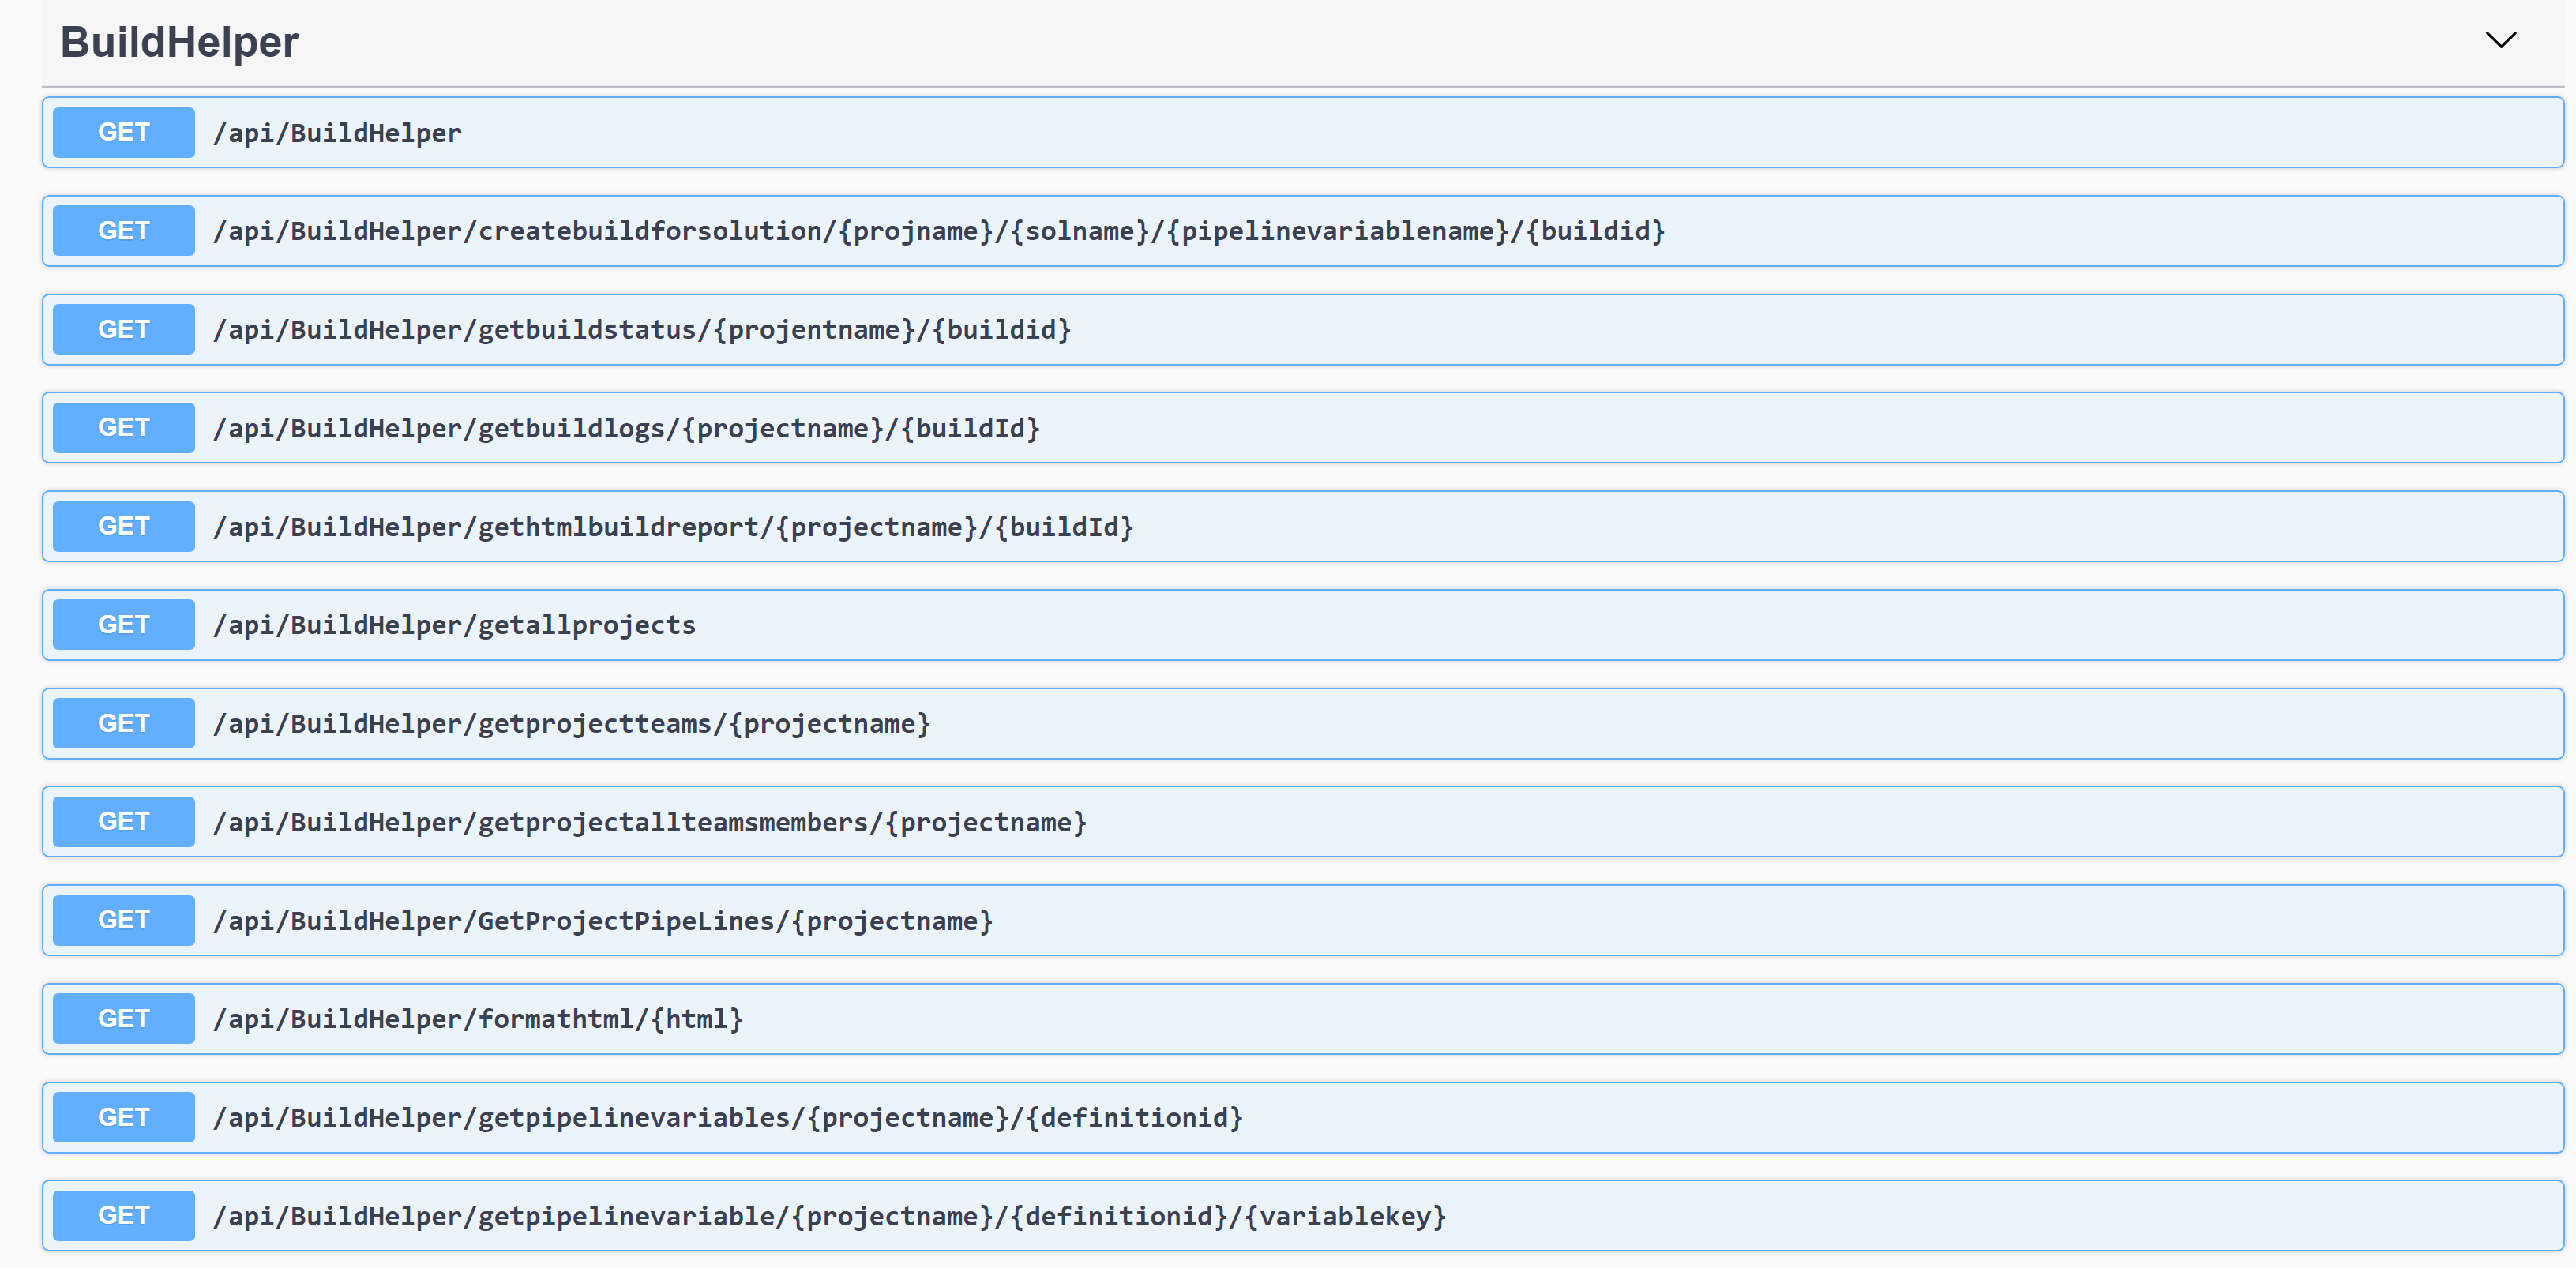 BuildHelper
GET /api/BuildHelper
GET /api/BuildHelper/createbuildforsolution/{projname}/{solname}/{pipelinevariablename}/{buildid}
GET /api/BuildHelper/getbuildstatus/{projentname}/{buildid}
GET /api/BuildHelper/getbuildlogs/{projectname}/{buildId}
GET /api/BuildHelper/gethtmlbuildreport/{projectname}/{buildId}
GET /api/BuildHelper/getallprojects
GET /api/BuildHelper/getprojectteams/{projectname}
GET /api/BuildHelper/getprojectallteamsmembers/{projectname}
GET /api/BuildHelper/GetProjectPipeLines/{projectname}
GET /api/BuildHelper/formathtml/{html}
GET /api/BuildHelper/getpipelinevariables/{projectname}/{definitionid}
GET /api/BuildHelper/getpipelinevariable/{projectname}/{definitionid}/{variablekey}